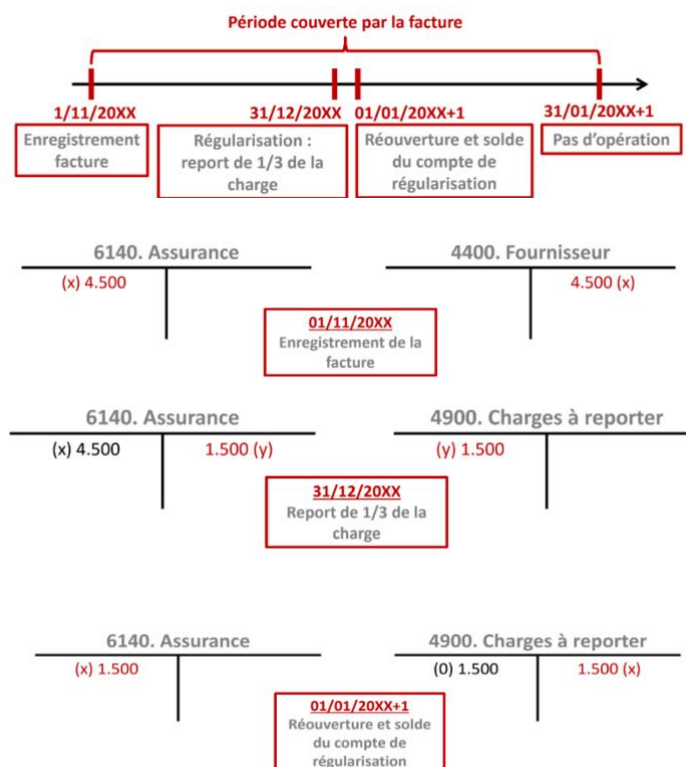 Période couverte par la facture
1/11/20XX
31/12/20XX
01/01/20XX+1
31/01/20XX+1
Enregistrement
facture
Régularisation :
report de 1/3 de la
charge
Réouverture et solde
du compte de
régularisation
Pas d'opération
6140. Assurance
(x) 4.500
4400. Fournisseur
4.500 (x)
01/11/20XX
Enregistrement de la
facture
6140. Assurance
(x) 4.500
1.500 (y)
4900. Charges à reporter
(y) 1.500
31/12/20XX
Report de 1/3 de la
charge
6140. Assurance
(x) 1.500
4900. Charges à reporter
(0) 1.500
1.500 (x)
01/01/20XX+1
Réouverture et solde
du compte de
régularisation